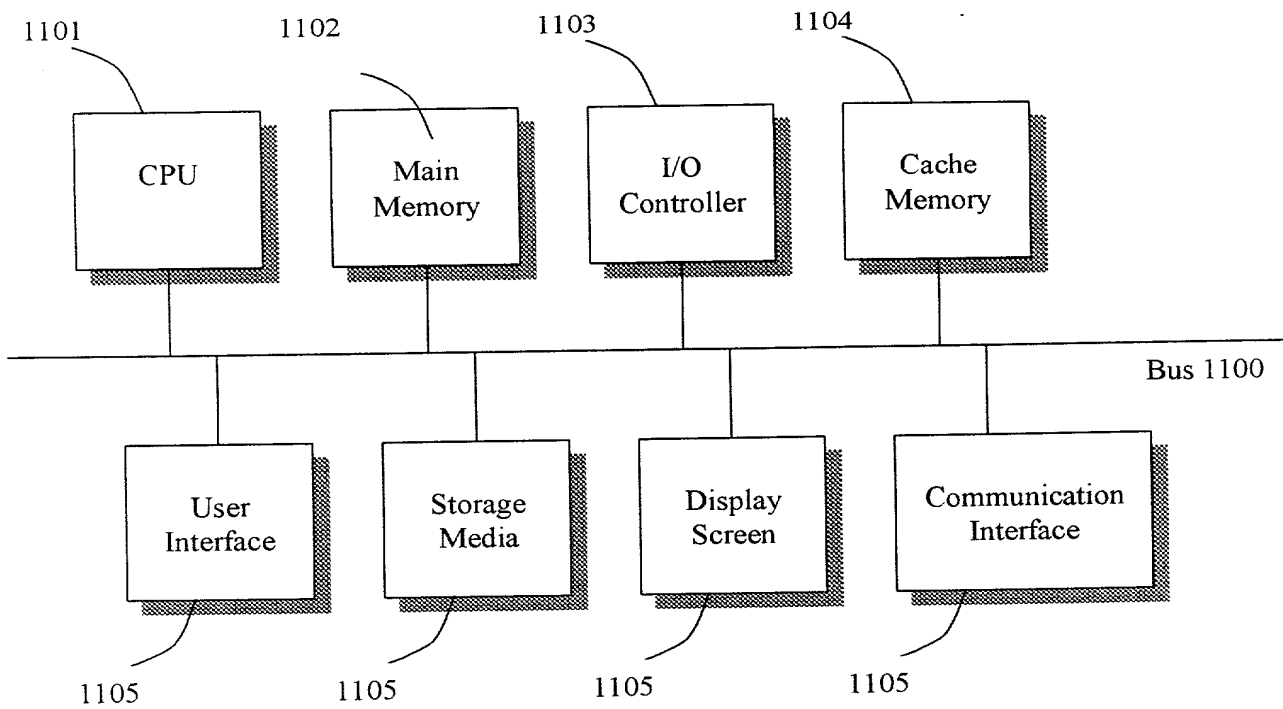 1101
1102
1103
1104
CPU
Main
Memory
I/O
Controller
Cache
Memory
Bus 1100
User
Interface
Storage
Media
Display
Screen
Communication
Interface
1105
1105
1105
1105